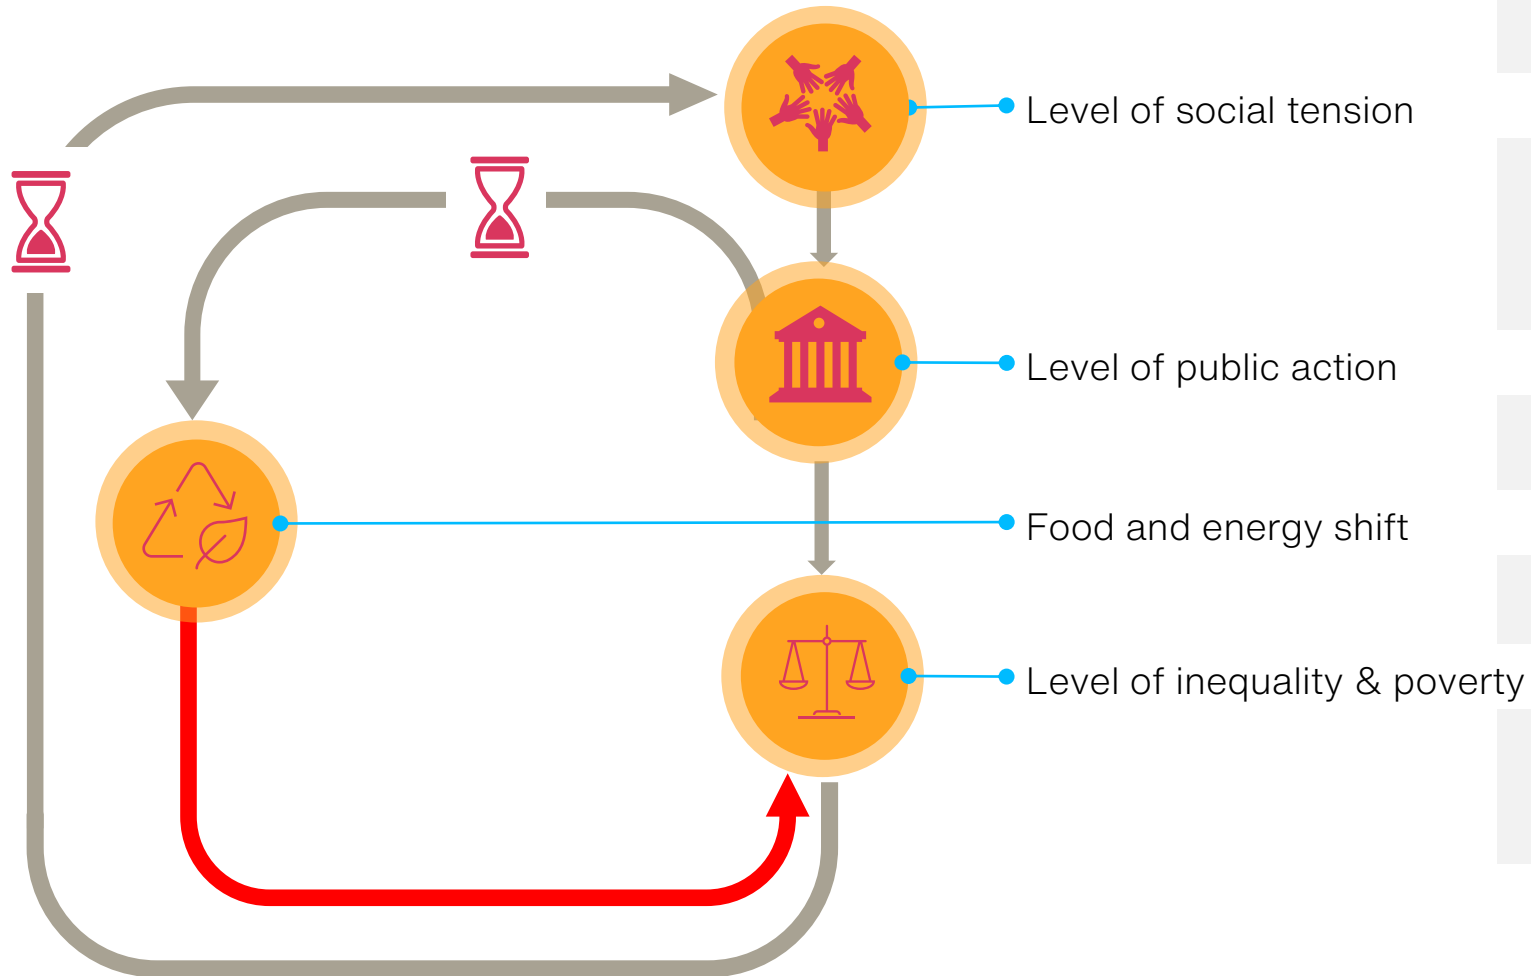 Level of social tension
Level of public action
Food and energy shift
Level of inequality & poverty